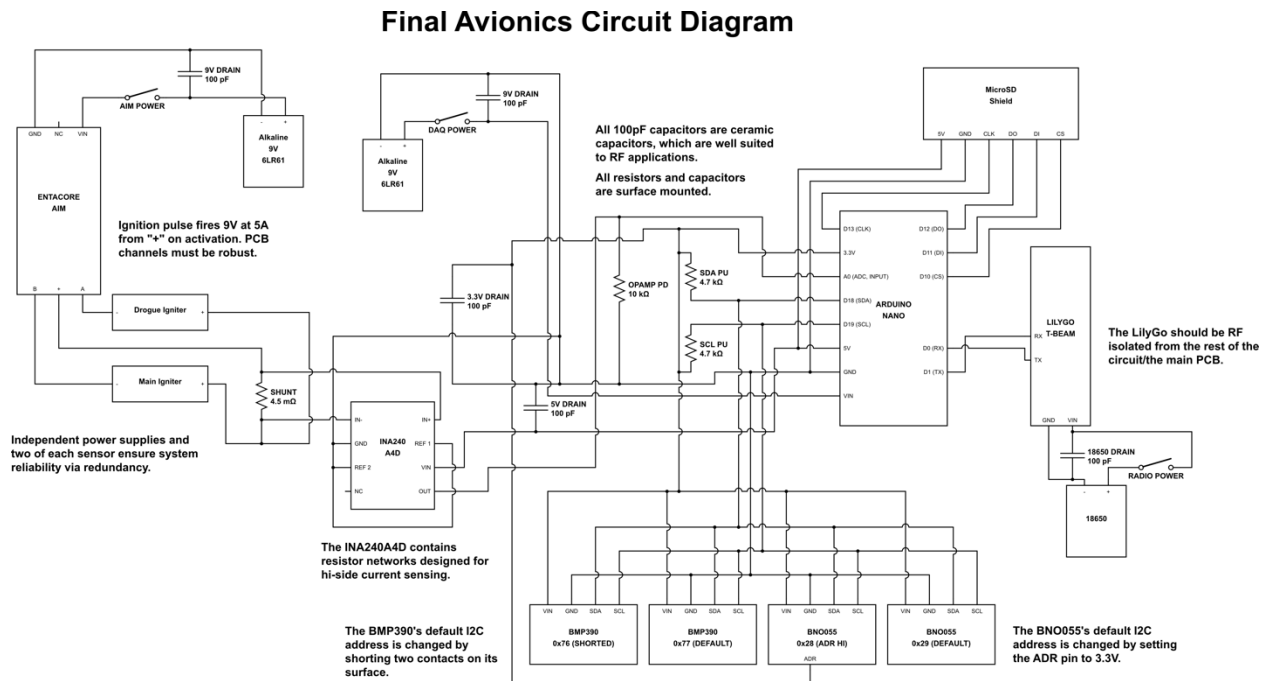 Final Avionics Circuit Diagram
9V DRAIN
100 pF
AIM POWER
GND NC VIN
- +
Alkaline
9V
6LR61
ENTACORE
AIM
Ignition pulse fires 9V at 5A
from "+" on activation. PCB
channels must be robust.
B + A
- Drogue Igniter +
- Main Igniter +
SHUNT
4.5 mΩ
Independent power supplies and
two of each sensor ensure system
reliability via redundancy.
9V DRAIN
100 pF
DAQ POWER
- +
Alkaline
9V
6LR61
All 100pF capacitors are ceramic
capacitors, which are well suited
to RF applications.
All resistors and capacitors
are surface mounted.
3.3V DRAIN
100 pF
OPAMP PD
10 kΩ
SDA PU
4.7 kΩ
SCL PU
4.7 kΩ
5V DRAIN
100 pF
IN- IN+
GND REF 1
REF 2 VIN
NC OUT
INA240
A4D
The INA240A4D contains
resistor networks designed for
hi-side current sensing.
MicroSD
Shield
5V GND CLK DO DI CS
D13 (CLK) D12 (DO)
3.3V D11 (DI)
A0 (ADC, INPUT) D10 (CS)
D18 (SDA)
ARDUINO
NANO
D19 (SCL)
5V D0 (RX)
GND D1 (TX)
VIN
LILYGO
T-BEAM
RX
TX
GND VIN
The LilyGo should be RF
isolated from the rest of the
circuit/the main PCB.
18650 DRAIN
100 pF
RADIO POWER
- +
18650
VIN GND SDA SCL
BMP390
0x76 (SHORTED)
VIN GND SDA SCL
BMP390
0x77 (DEFAULT)
VIN GND SDA SCL
BNO055
0x28 (ADR HI)
ADR
VIN GND SDA SCL
BNO055
0x29 (DEFAULT)
The BMP390's default I2C
address is changed by
shorting two contacts on its
surface.
The BNO055's default I2C
address is changed by setting
the ADR pin to 3.3V.